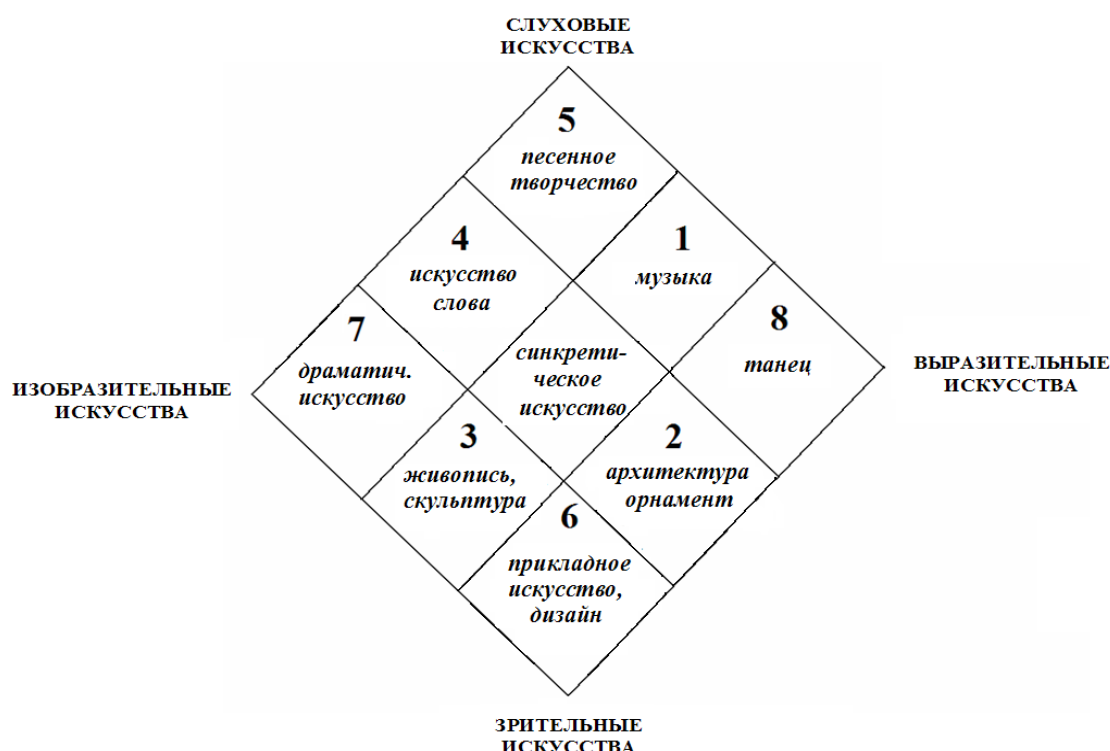 СЛУХОВЫЕ
ИСКУССТВА
5
песенное
творчество
4
искусство
слова
1
музыка
7
драматич.
искусство
синкрети-
ческое
искусство
8
танец
ИЗОБРАЗИТЕЛЬНЫЕ
ИСКУССТВА
ВЫРАЗИТЕЛЬНЫЕ
ИСКУССТВА
3
живопись,
скульптура
2
архитектура
орнамент
6
прикладное
искусство,
дизайн
ЗРИТЕЛЬНЫЕ
ИСКУССТВА